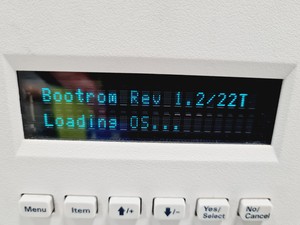 Bootrom Rev 1.2/22T
Loading OS...
Menu
Item
↑/+
↓/-
Yes/
Select
No/
Cancel